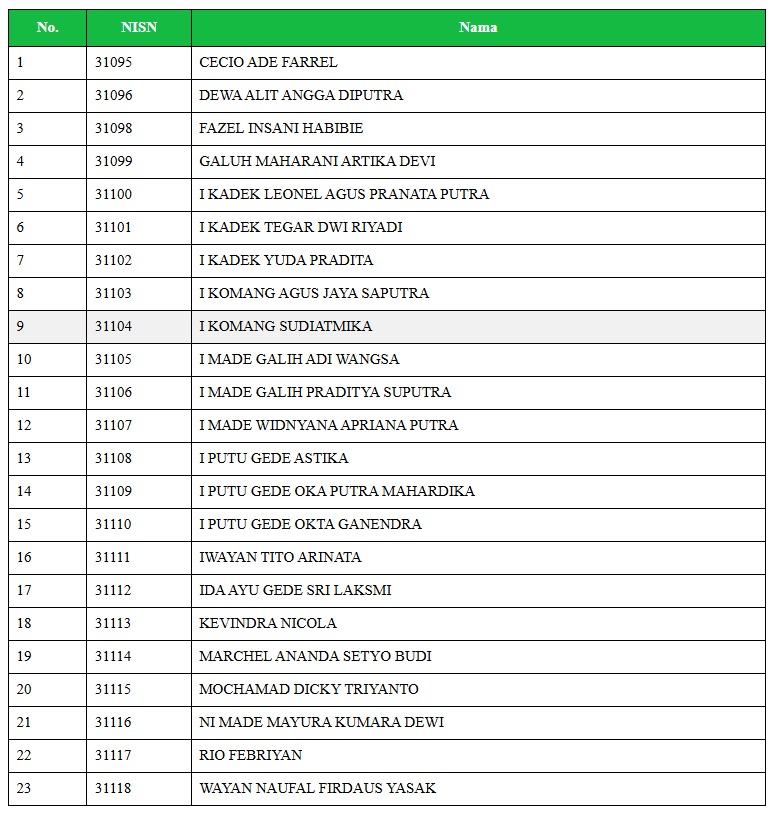 No. NISN Nama
1 31095 CECIO ADE FARREL
2 31096 DEWA ALIT ANGGA DIPUTRA
3 31098 FAZEL INSANI HABIBIE
4 31099 GALUH MAHARANI ARTIKA DEVI
5 31100 I KADEK LEONEL AGUS PRANATA PUTRA
6 31101 I KADEK TEGAR DWI RIYADI
7 31102 I KADEK YUDA PRADITA
8 31103 I KOMANG AGUS JAYA SAPUTRA
9 31104 I KOMANG SUDIATMIKA
10 31105 I MADE GALIH ADI WANGSA
11 31106 I MADE GALIH PRADITYA SUPUTRA
12 31107 I MADE WIDNYANA APRIANA PUTRA
13 31108 I PUTU GEDE ASTIKA
14 31109 I PUTU GEDE OKA PUTRA MAHARDIKA
15 31110 I PUTU GEDE OKTA GANENDRA
16 31111 IWAYAN TITO ARINATA
17 31112 IDA AYU GEDE SRI LAKSMI
18 31113 KEVINDRA NICOLA
19 31114 MARCHEL ANANDA SETYO BUDI
20 31115 MOCHAMAD DICKY TRIYANTO
21 31116 NI MADE MAYURA KUMARA DEWI
22 31117 RIO FEBRIYAN
23 31118 WAYAN NAUFAL FIRDAUS YASAK